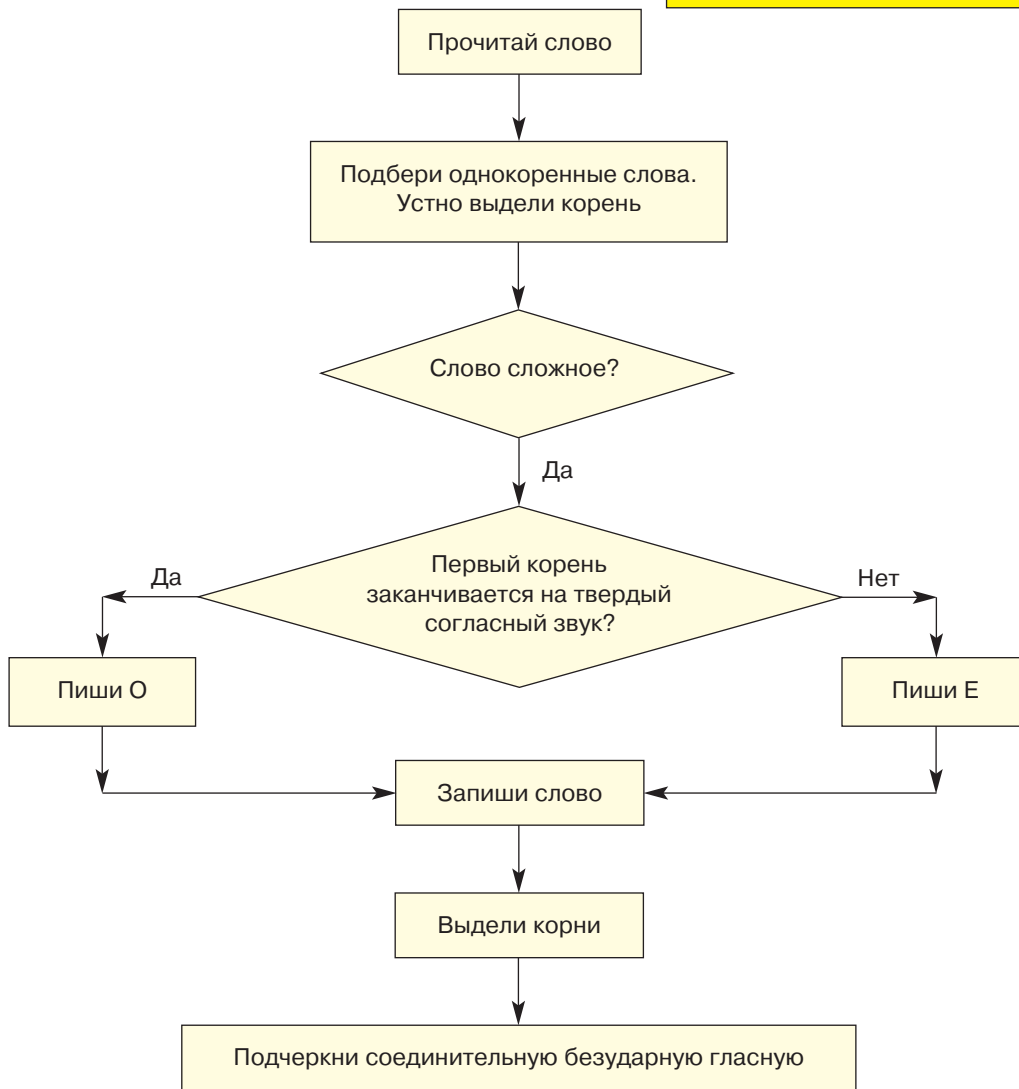 Прочитай слово
Подбери однокоренные слова.
Устно выдели корень
Слово сложное?
Да
Первый корень
заканчивается на твердый
согласный звук?
Да
Нет
Пиши О
Пиши Е
Запиши слово
Выдели корни
Подчеркни соединительную безударную гласную